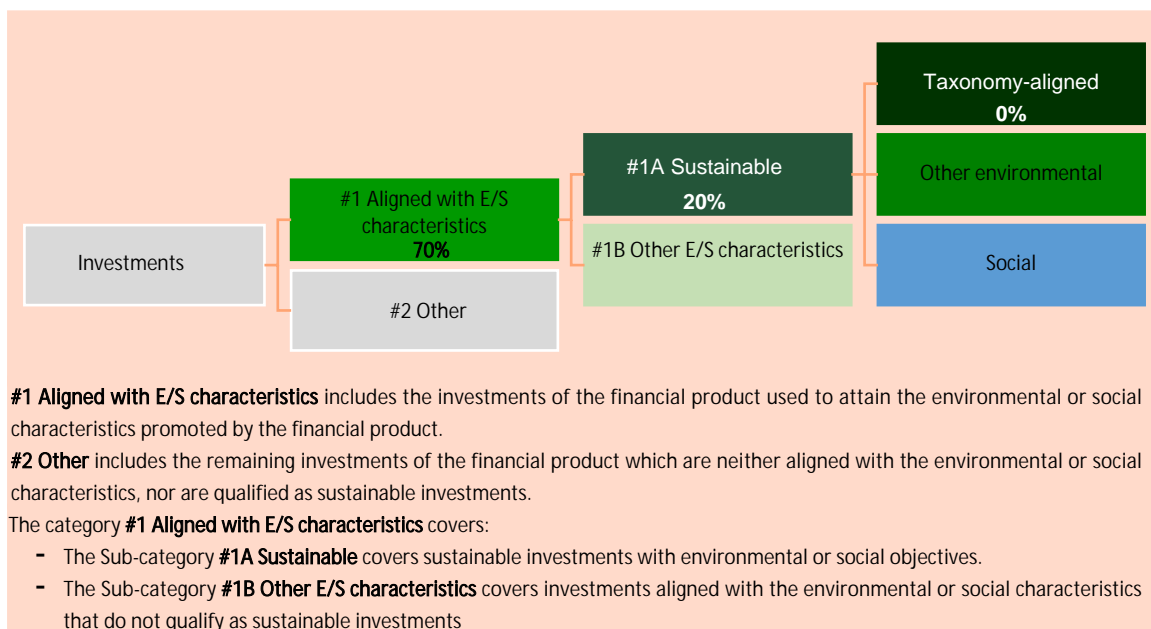 Taxonomy-aligned
0%
#1A Sustainable
20%
Other environmental
#1 Aligned with E/S
characteristics
70%
#1B Other E/S characteristics
Investments
Social
#2 Other
#1 Aligned with E/S characteristics includes the investments of the financial product used to attain the environmental or social
characteristics promoted by the financial product.
#2 Other includes the remaining investments of the financial product which are neither aligned with the environmental or social
characteristics, nor are qualified as sustainable investments.
The category #1 Aligned with E/S characteristics covers:
- The Sub-category #1A Sustainable covers sustainable investments with environmental or social objectives.
- The Sub-category #1B Other E/S characteristics covers investments aligned with the environmental or social characteristics
that do not qualify as sustainable investments